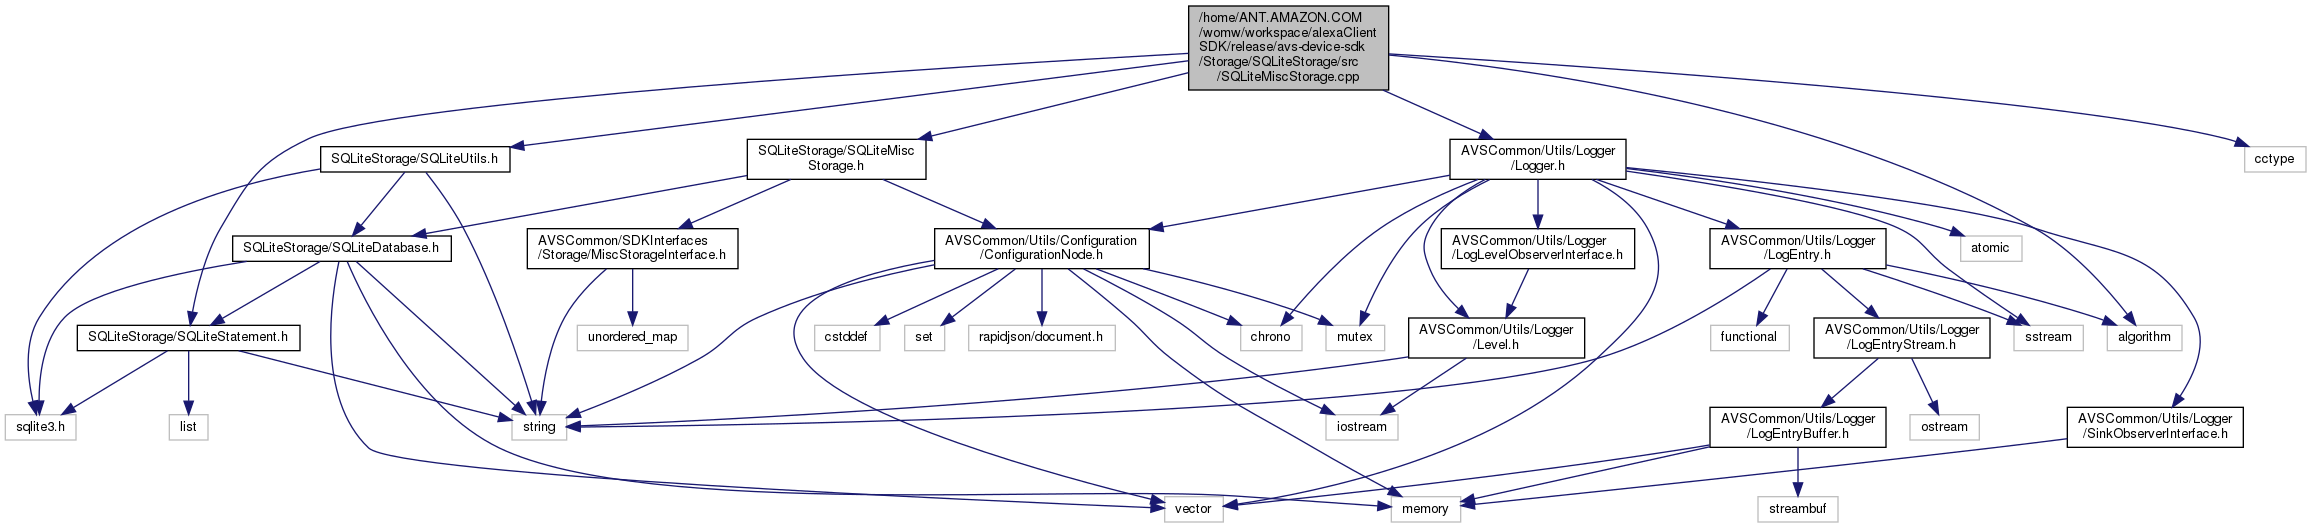 /home/ANT.AMAZON.COM
/womw/workspace/alexaClient
SDK/release/avs-device-sdk
/Storage/SQLiteStorage/src
/SQLiteMiscStorage.cpp
SQLiteStorage/SQLiteUtils.h
SQLiteStorage/SQLiteMisc
Storage.h
AVSCommon/Utils/Logger
/Logger.h
cctype
SQLiteStorage/SQLiteDatabase.h
AVSCommon/SDKInterfaces
/Storage/MiscStorageInterface.h
AVSCommon/Utils/Configuration
/ConfigurationNode.h
AVSCommon/Utils/Logger
/LogLevelObserverInterface.h
AVSCommon/Utils/Logger
/LogEntry.h
atomic
SQLiteStorage/SQLiteStatement.h
unordered_map
cstddef
set
rapidjson/document.h
chrono
mutex
AVSCommon/Utils/Logger
/Level.h
functional
AVSCommon/Utils/Logger
/LogEntryStream.h
sstream
algorithm
sqlite3.h
list
string
iostream
AVSCommon/Utils/Logger
/LogEntryBuffer.h
ostream
AVSCommon/Utils/Logger
/SinkObserverInterface.h
vector
memory
streambuf